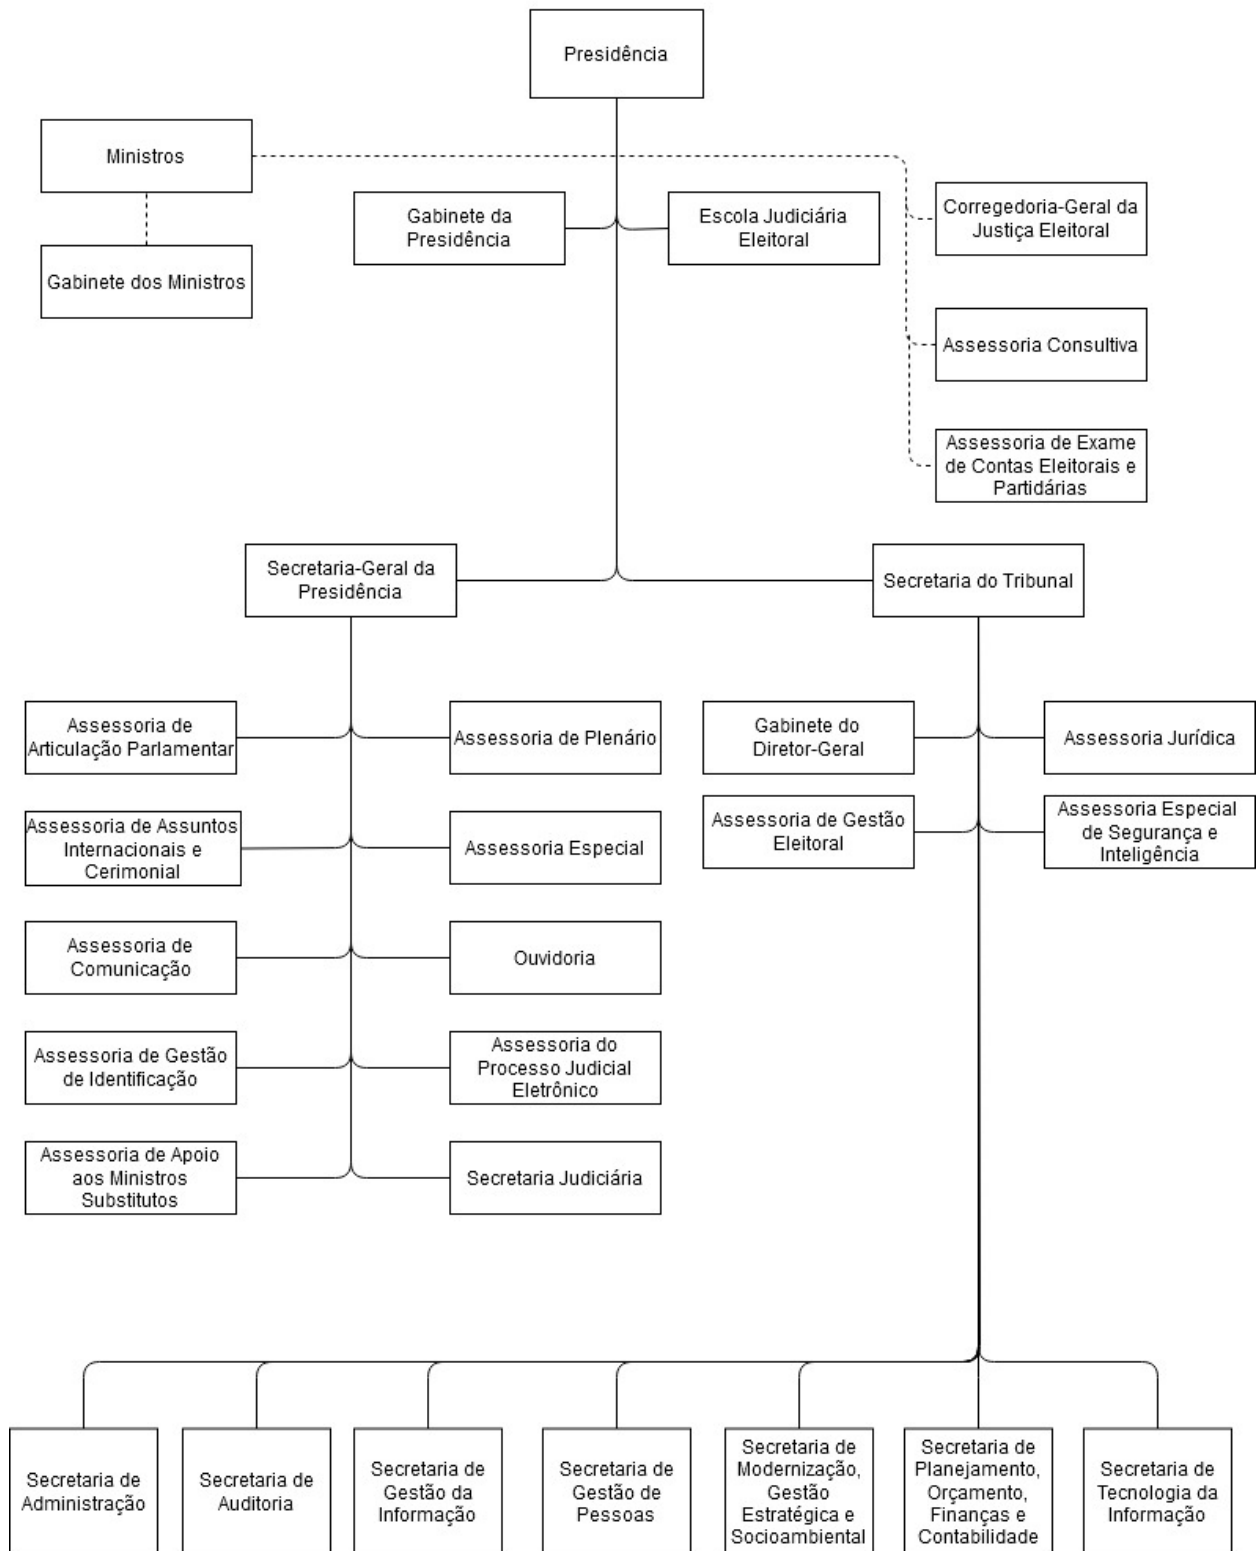 Presidência
Ministros
Gabinete dos Ministros
Gabinete da
Presidência
Escola Judiciária
Eleitoral
Corregedoria-Geral da
Justiça Eleitoral
Assessoria Consultiva
Assessoria de Exame
de Contas Eleitorais e
Partidárias
Secretaria-Geral da
Presidência
Secretaria do Tribunal
Assessoria de
Articulação Parlamentar
Assessoria de Plenário
Assessoria de Assuntos
Internacionais e
Cerimonial
Assessoria Especial
Assessoria de
Comunicação
Ouvidoria
Assessoria de Gestão
de Identificação
Assessoria do
Processo Judicial
Eletrônico
Assessoria de Apoio
aos Ministros
Substitutos
Secretaria Judiciária
Gabinete do
Diretor-Geral
Assessoria Jurídica
Assessoria de Gestão
Eleitoral
Assessoria Especial
de Segurança e
Inteligência
Secretaria de
Administração
Secretaria de
Auditoria
Secretaria de
Gestão da
Informação
Secretaria de
Gestão de
Pessoas
Secretaria de
Modernização,
Gestão
Estratégica e
Socioambiental
Secretaria de
Planejamento,
Orçamento,
Finanças e
Contabilidade
Secretaria de
Tecnologia da
Informação